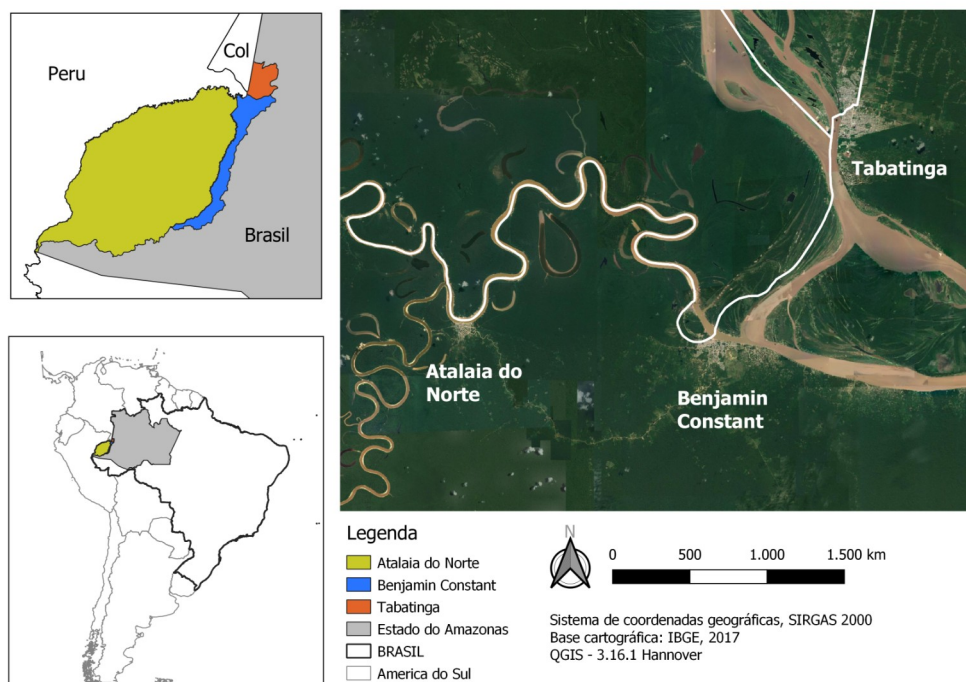 Col
Peru
Brasil
Tabatinga
Atalaia do
Norte
Benjamin
Constant
Legenda
Atalaia do Norte
Benjamin Constant
Tabatinga
Estado do Amazonas
BRASIL
America do Sul
N
0 500 1.000 1.500 km
Sistema de coordenadas geográficas, SIRGAS 2000
Base cartográfica: IBGE, 2017
QGIS - 3.16.1 Hannover